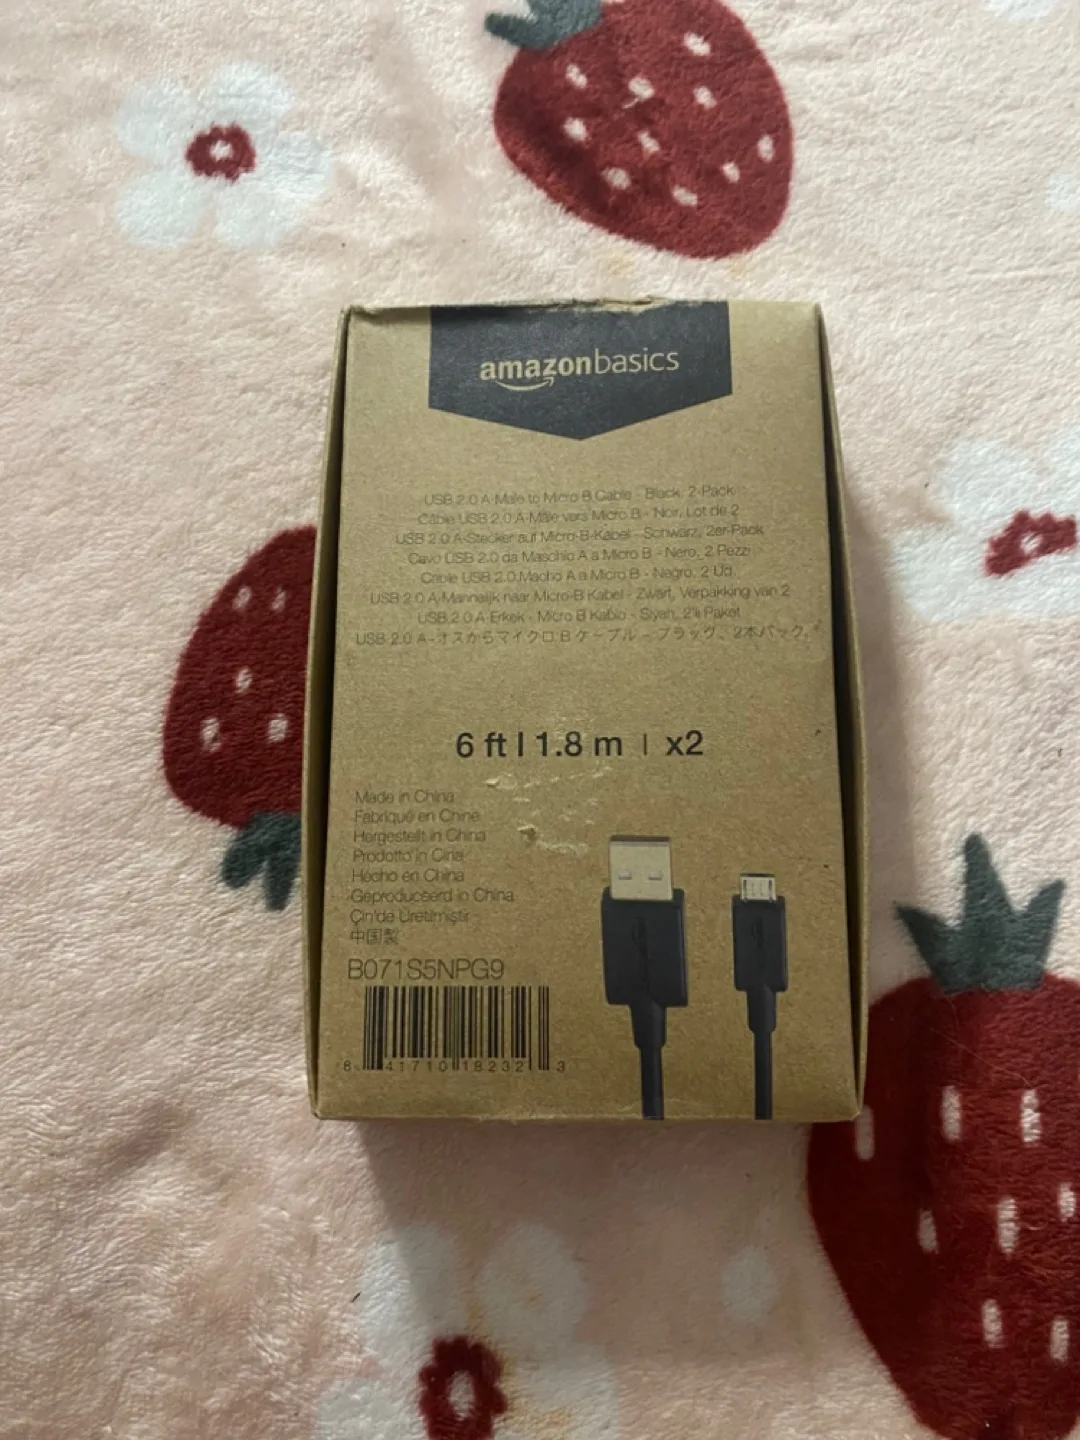 amazonbasics
USB 2.0 A-Male to Micro B Cable - Black, 2-Pack
Câble USB 2.0 A-Mâle vers Micro B - Noir, Lot de 2
USB 2.0 A-Stecker auf Micro-B-Kabel - Schwarz, 2er-Pack
Cavo USB 2.0 da Maschio A a Micro B - Nero, 2 Pezzi
Cable USB 2.0 Macho A a Micro B - Negro, 2 Ud.
USB 2.0 A-Mannelijk naar Micro-B Kabel - Zwart, Verpakking van 2
USB 2.0 A-Erkek - Micro B Kablo - Siyah, 2'li Paket
USB 2.0 A-オスからマイクロ B ケーブル – ブラック、2本パック。
6 ft | 1.8 m | x2
Made in China
Fabriqué en Chine
Hergestellt in China
Prodotto in Cina
Hecho en China
Geproduceerd in China
Çin'de Üretilmiştir
中国製
B071S5NPG9
8 41710 18232 3